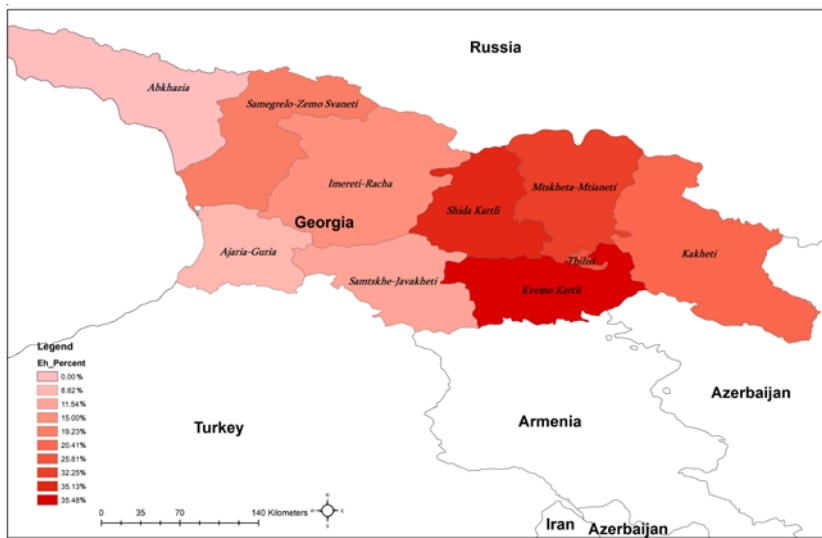 Russia
Abkhazia
Samegrelo-Zemo Svaneti
Imereti-Racha
Mtskheta-Mtianeti
Shida Kartli
Georgia
Ajaria-Guria
Kakheti
Tbilisi
Samtskhe-Javakheti
Kvemo Kartli
Legend
Eh_Percent
0.00%
8.82%
11.54%
15.00%
19.23%
20.41%
25.81%
32.25%
35.13%
35.48%
Azerbaijan
Turkey
Armenia
0 35 70 140 Kilometers
N
W E
S
Iran
Azerbaijan